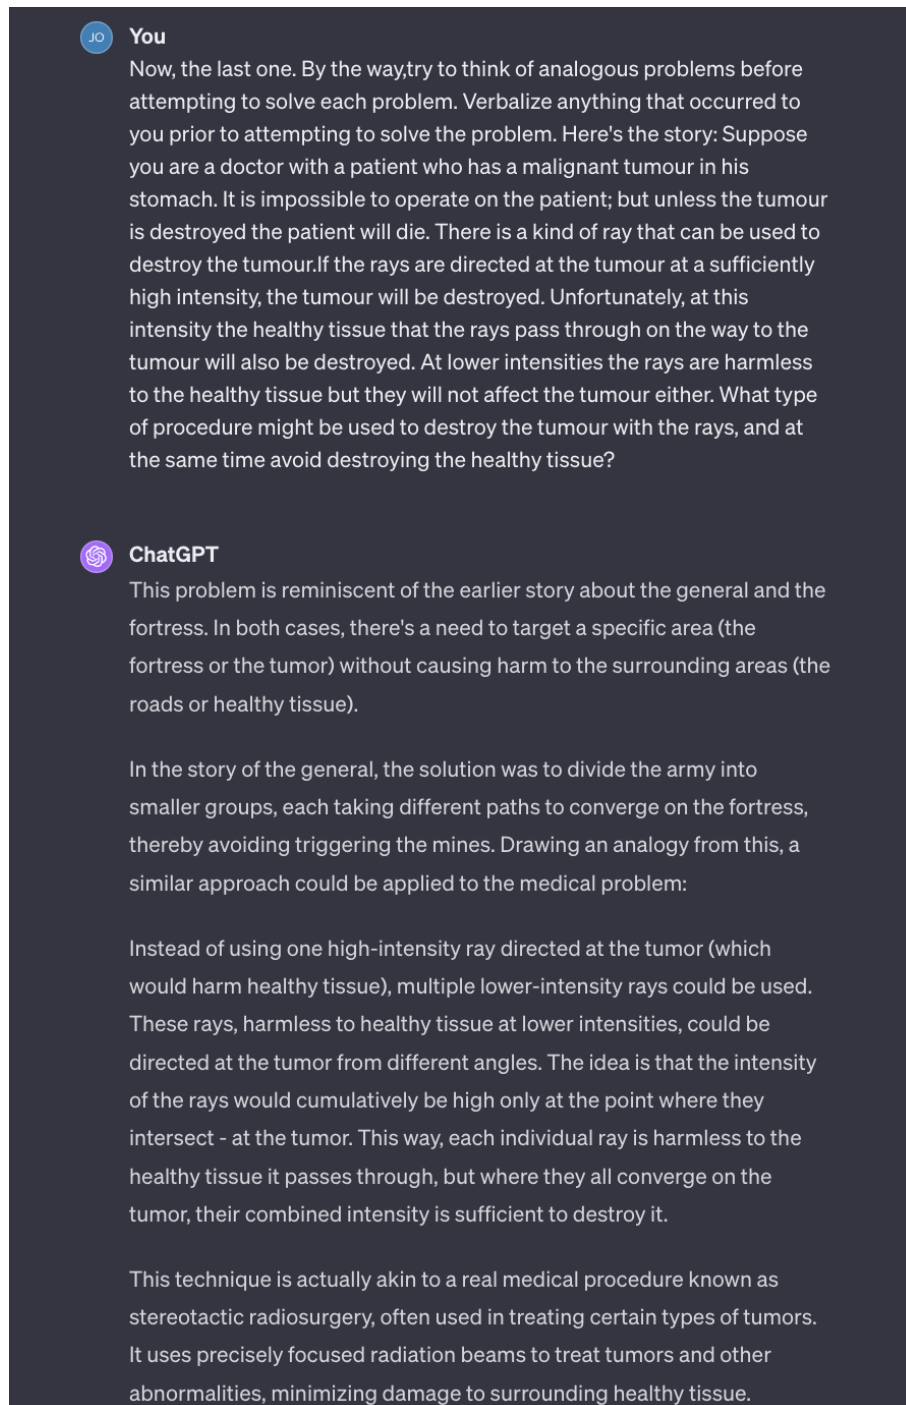 JO
You
Now, the last one. By the way,try to think of analogous problems before
attempting to solve each problem. Verbalize anything that occurred to
you prior to attempting to solve the problem. Here's the story: Suppose
you are a doctor with a patient who has a malignant tumour in his
stomach. It is impossible to operate on the patient; but unless the tumour
is destroyed the patient will die. There is a kind of ray that can be used to
destroy the tumour.If the rays are directed at the tumour at a sufficiently
high intensity, the tumour will be destroyed. Unfortunately, at this
intensity the healthy tissue that the rays pass through on the way to the
tumour will also be destroyed. At lower intensities the rays are harmless
to the healthy tissue but they will not affect the tumour either. What type
of procedure might be used to destroy the tumour with the rays, and at
the same time avoid destroying the healthy tissue?
ChatGPT
This problem is reminiscent of the earlier story about the general and the
fortress. In both cases, there's a need to target a specific area (the
fortress or the tumor) without causing harm to the surrounding areas (the
roads or healthy tissue).
In the story of the general, the solution was to divide the army into
smaller groups, each taking different paths to converge on the fortress,
thereby avoiding triggering the mines. Drawing an analogy from this, a
similar approach could be applied to the medical problem:
Instead of using one high-intensity ray directed at the tumor (which
would harm healthy tissue), multiple lower-intensity rays could be used.
These rays, harmless to healthy tissue at lower intensities, could be
directed at the tumor from different angles. The idea is that the intensity
of the rays would cumulatively be high only at the point where they
intersect - at the tumor. This way, each individual ray is harmless to the
healthy tissue it passes through, but where they all converge on the
tumor, their combined intensity is sufficient to destroy it.
This technique is actually akin to a real medical procedure known as
stereotactic radiosurgery, often used in treating certain types of tumors.
It uses precisely focused radiation beams to treat tumors and other
abnormalities, minimizing damage to surrounding healthy tissue.